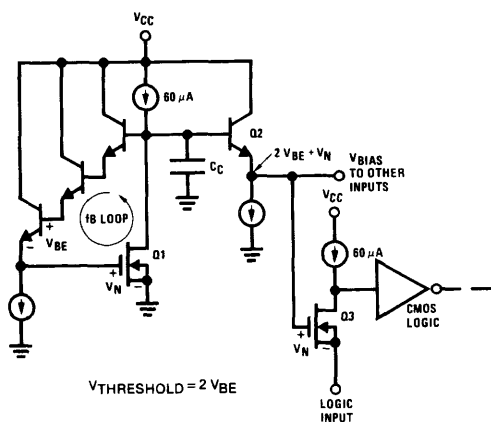 VCC
60 μA
Q2
2 VBE + VN
CC
VBIAS
TO OTHER
INPUTS
fB LOOP
+
VBE
−
VCC
60 μA
Q1
+
VN
−
CMOS
LOGIC
Q3
+
VN
−
VTHRESHOLD = 2 VBE
LOGIC
INPUT